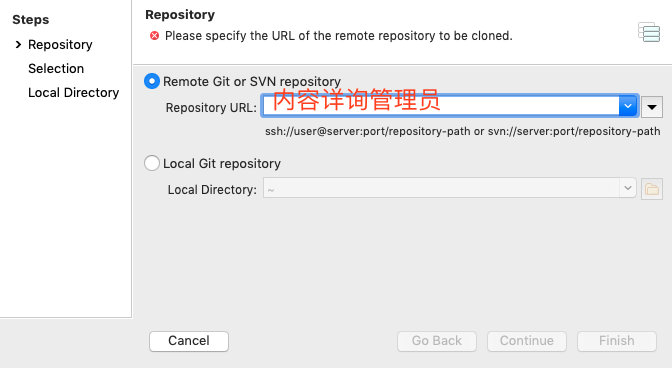 Steps
Repository
Selection
Local Directory
Repository
Please specify the URL of the remote repository to be cloned.
Remote Git or SVN repository
Repository URL:
内容详询管理员
ssh://user@server:port/repository-path or svn://server:port/repository-path
Local Git repository
Local Directory:
~
Cancel
Go Back
Continue
Finish